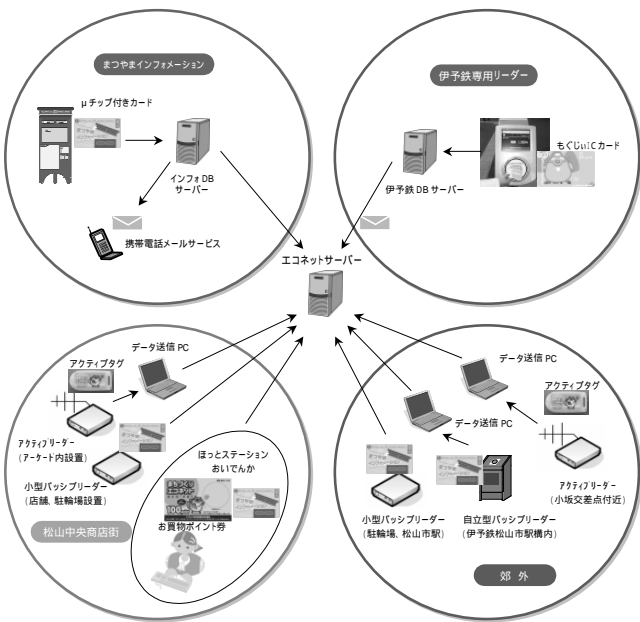 まつやまインフォメーション
μチップ付きカード
インフォDB
サーバー
携帯電話メールサービス
伊予鉄専用リーダー
もぐじぃICカード
伊予鉄DBサーバー
エコネットサーバー
アクティブタグ
データ送信PC
アクティブリーダー
(アーケード内設置)
小型パッシブリーダー
(店舗、駐輪場設置)
松山中央商店街
ほっとステーション
おいでんか
まちづくり
エコネット
100
お買物ポイント券
データ送信PC
アクティブタグ
データ送信PC
アクティブリーダー
(小坂交差点付近)
小型パッシブリーダー
(駐輪場、松山市駅)
自立型パッシブリーダー
(伊予鉄松山市駅構内)
郊外